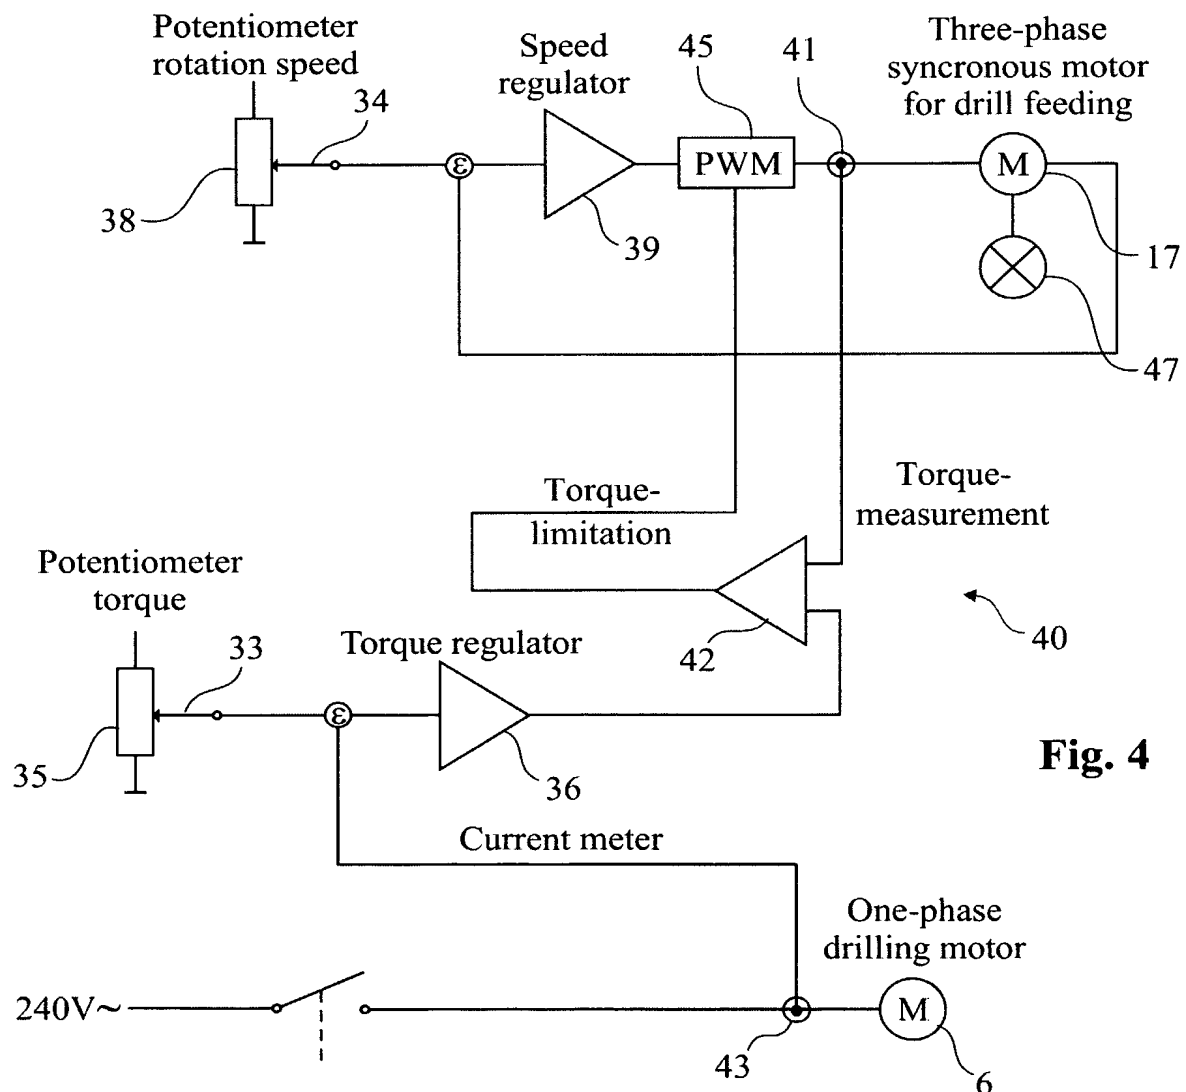 Potentiometer
rotation speed
34
38
Speed
regulator
39
45
PWM
41
Three-phase
syncronous motor
for drill feeding
M
17
47
ε
Torque-
limitation
Torque-
measurement
42
40
Potentiometer
torque
33
35
Torque regulator
ε
36
Fig. 4
Current meter
One-phase
drilling motor
240V~
43
M
6